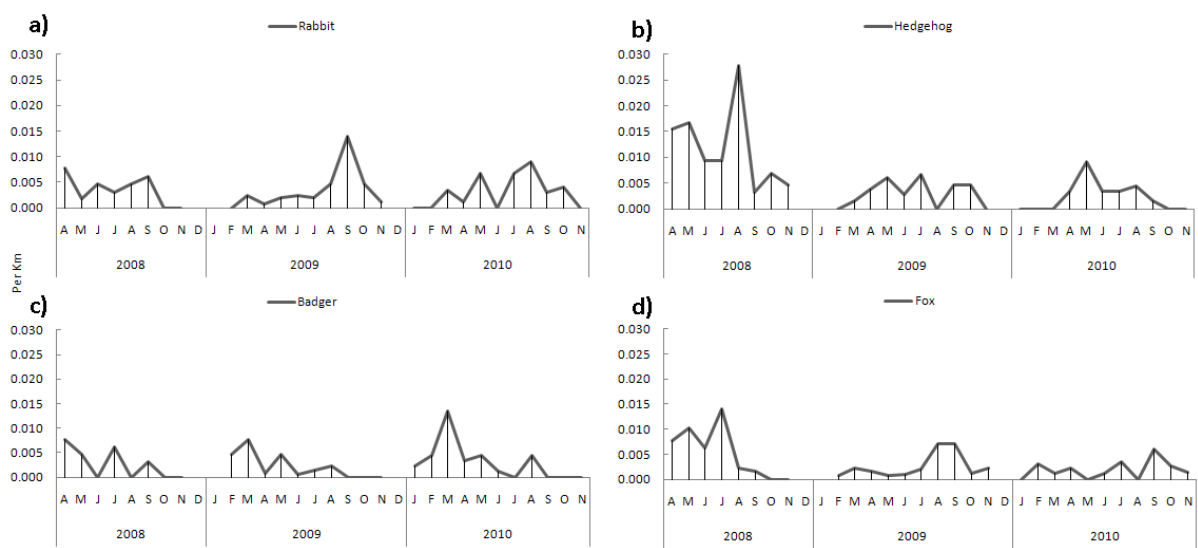 a)
Rabbit
0.030
0.025
0.020
0.015
0.010
0.005
0.000
A M J J A S O N D J F M A M J J A S O N D J F M A M J J A S O N
2008 2009 2010
b)
Hedgehog
0.030
0.025
0.020
0.015
0.010
0.005
0.000
A M J J A S O N D J F M A M J J A S O N D J F M A M J J A S O N
2008 2009 2010
Per Km
c)
Badger
0.030
0.025
0.020
0.015
0.010
0.005
0.000
A M J J A S O N D J F M A M J J A S O N D J F M A M J J A S O N
2008 2009 2010
d)
Fox
0.030
0.025
0.020
0.015
0.010
0.005
0.000
A M J J A S O N D J F M A M J J A S O N D J F M A M J J A S O N
2008 2009 2010